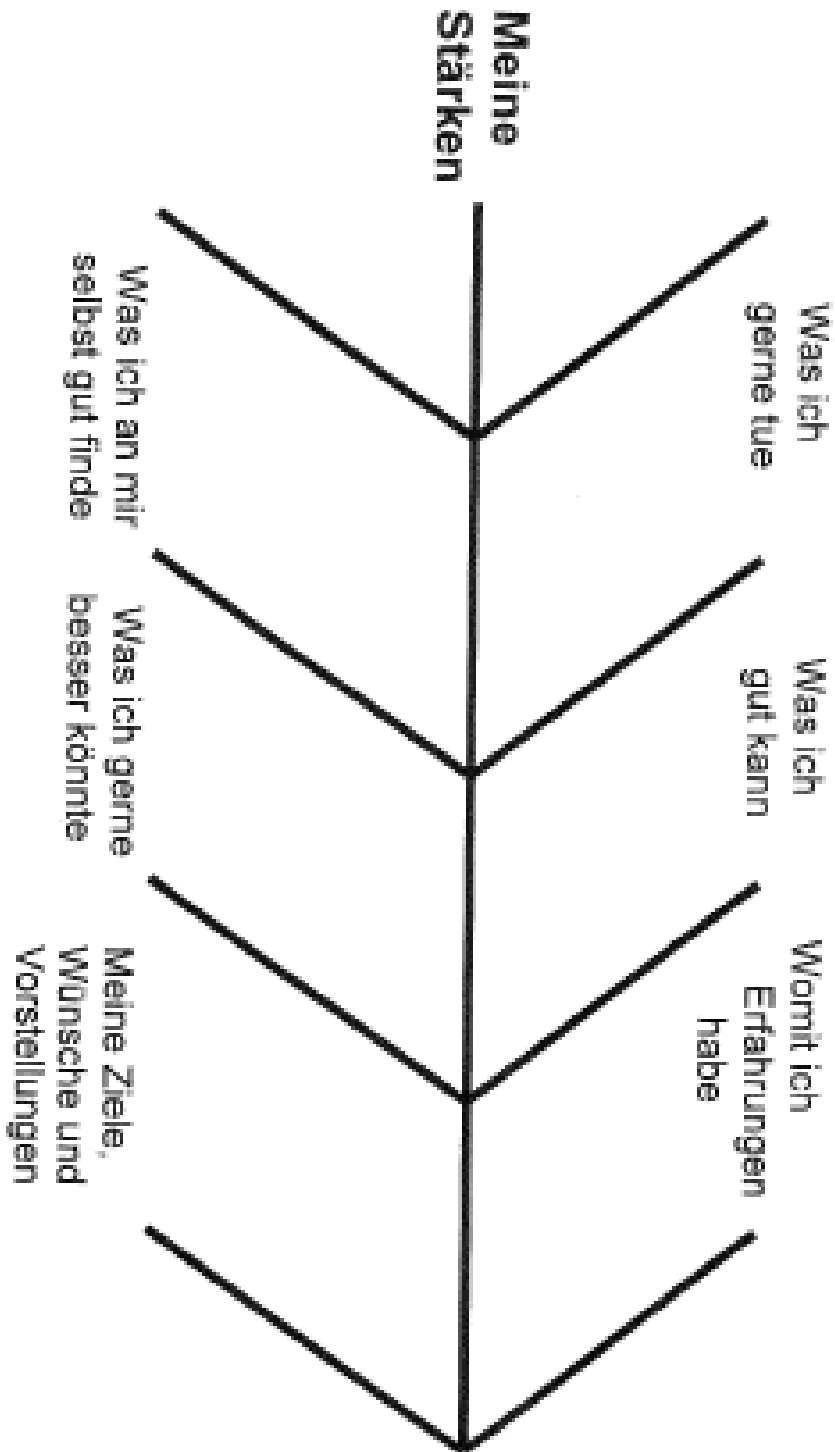 Meine
Stärken
Was ich
gerne tue
Was ich
gut kann
Womit ich
Erfahrungen
habe
Was ich an mir
selbst gut finde
Was ich gerne
besser könnte
Meine Ziele,
Wünsche und
Vorstellungen